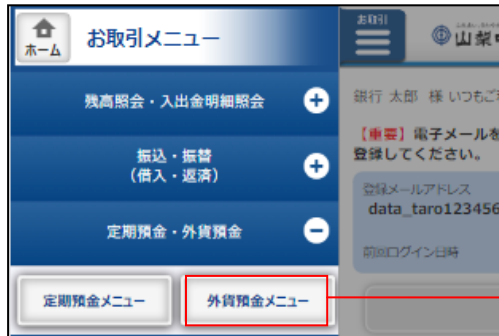 ホーム
お取引メニュー
残高照会・入出金明細照会
振込・振替
(借入・返済)
定期預金・外貨預金
定期預金メニュー
外貨預金メニュー
お取引
山梨
銀行 太郎 様 いつもご
【重要】電子メールを
登録してください。
登録メールアドレス
data_taro123456
前回ログイン日時